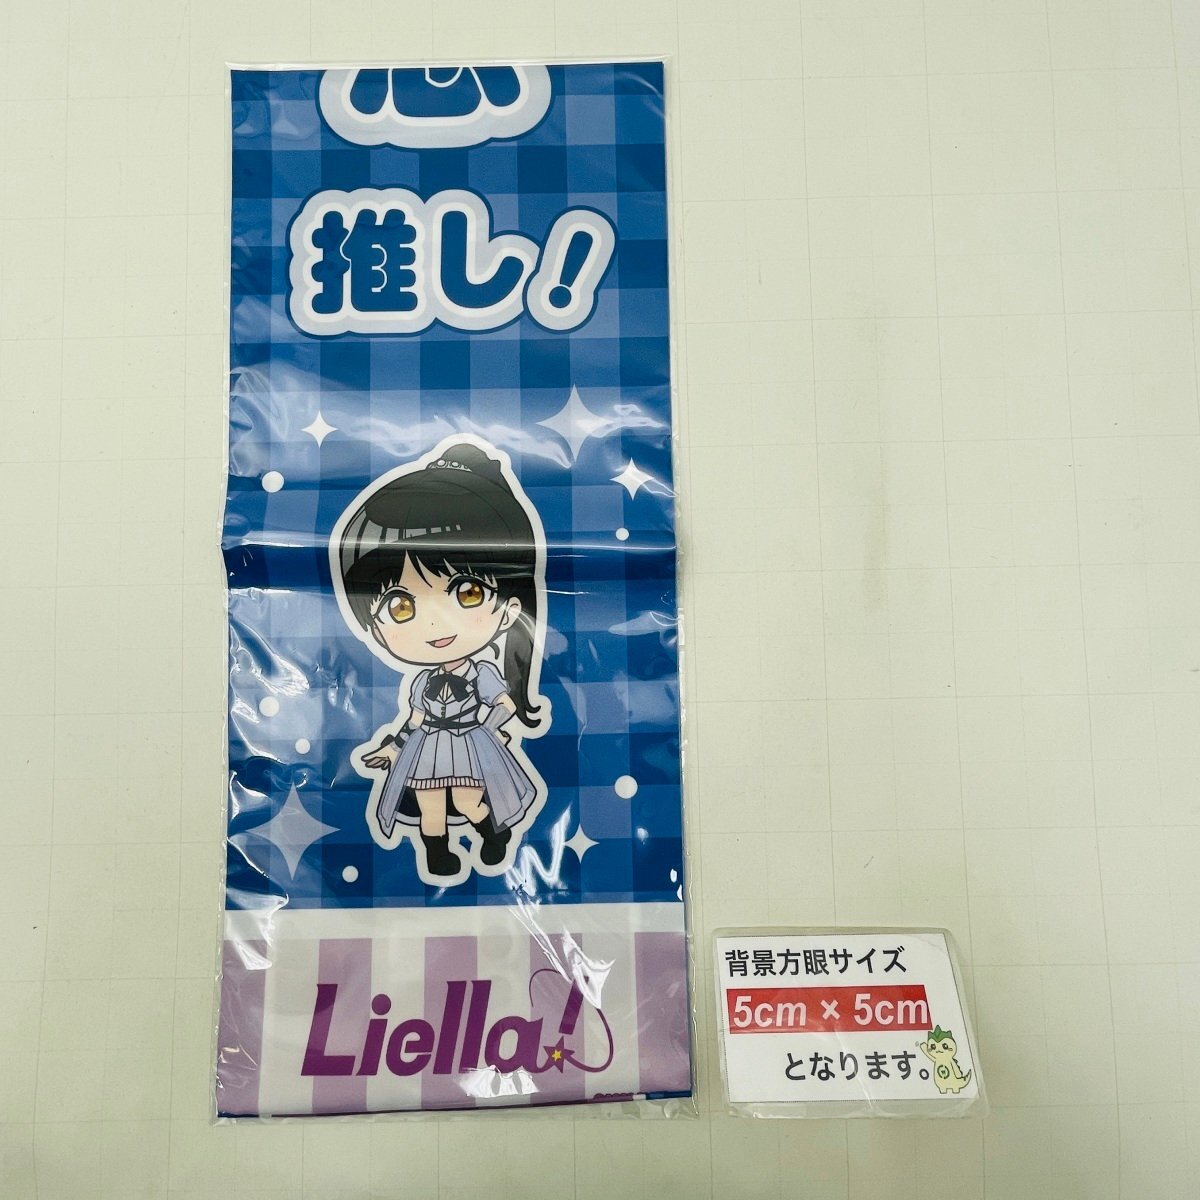 推し!
Liella!
背景方眼サイズ
5cm × 5cm
となります。